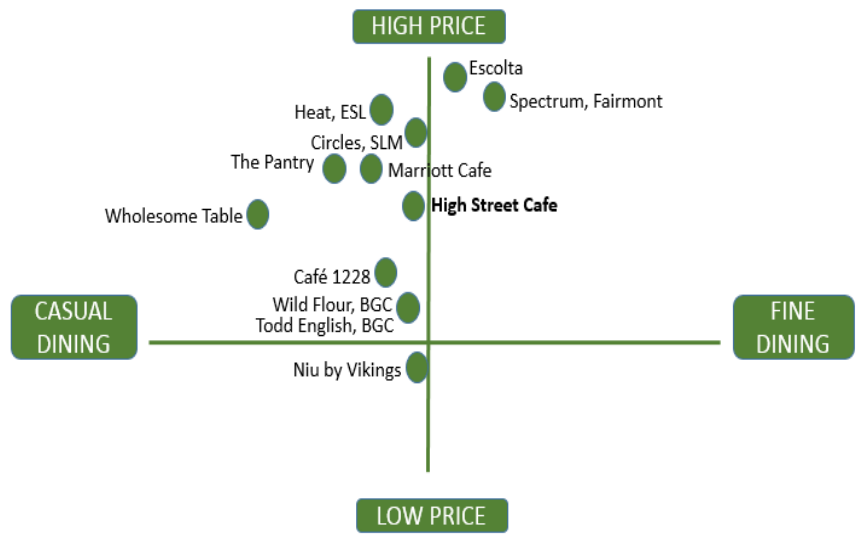 HIGH PRICE
Escolta
Spectrum, Fairmont
Heat, ESL
Circles, SLM
The Pantry
Marriott Cafe
High Street Cafe
Wholesome Table
Café 1228
Wild Flour, BGC
Todd English, BGC
CASUAL
DINING
FINE
DINING
Niu by Vikings
LOW PRICE